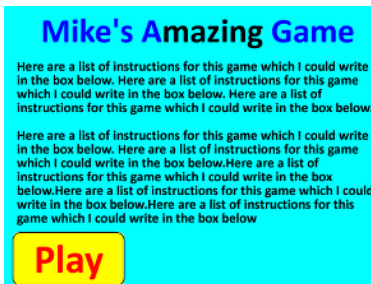 Mike's Amazing Game
Here are a list of instructions for this game which I could write
in the box below. Here are a list of instructions for this game
which I could write in the box below. Here are a list of
instructions for this game which I could write in the box below.
Here are a list of instructions for this game which I could write
in the box below. Here are a list of instructions for this game
which I could write in the box below.Here are a list of
instructions for this game which I could write in the box
below.Here are a list of instructions for this game which I could
write in the box below.Here are a list of instructions for this
game which I could write in the box below
Play